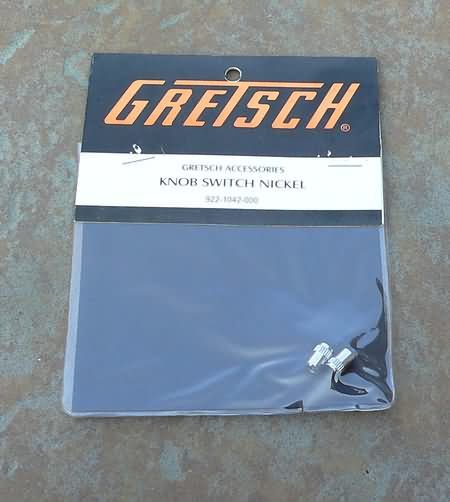 GRETSCH®
GRETSCH ACCESSORIES
KNOB SWITCH NICKEL
922-1042-000